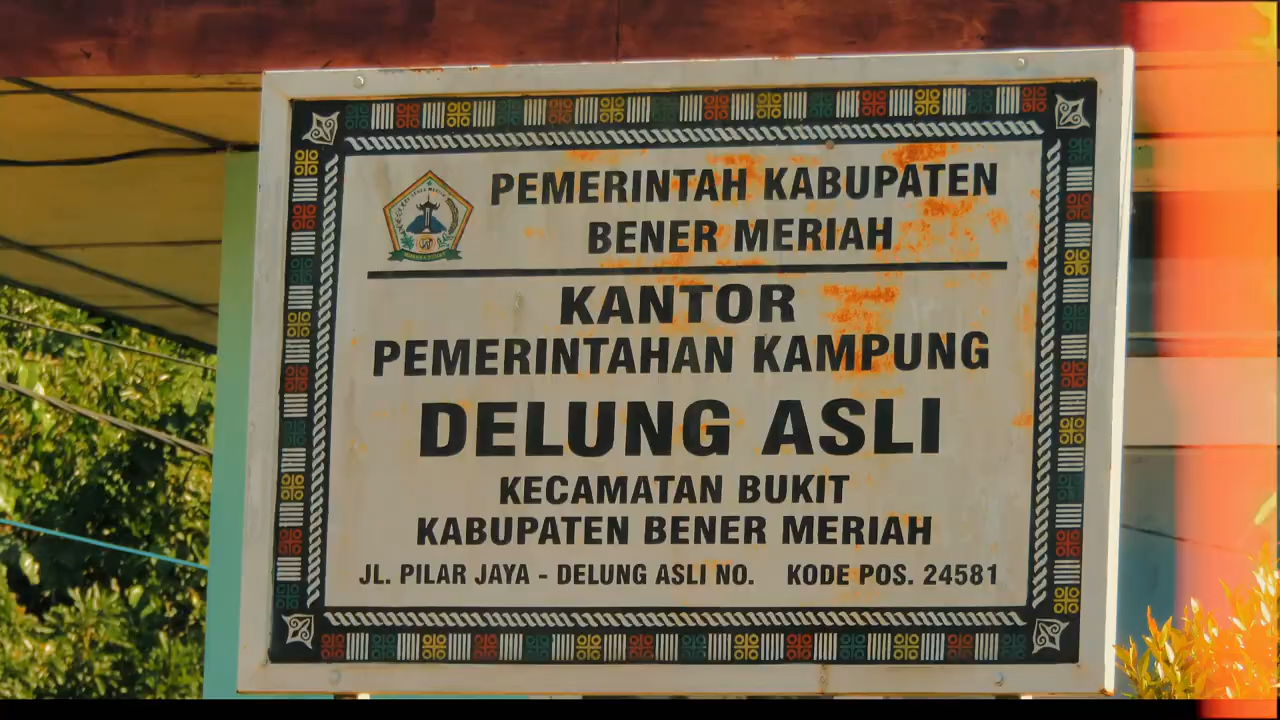 PEMERINTAH KABUPATEN
BENER MERIAH
KANTOR
PEMERINTAHAN KAMPUNG
DELUNG ASLI
KECAMATAN BUKIT
KABUPATEN BENER MERIAH
JL. PILAR JAYA - DELUNG ASLI NO. KODE POS. 24581